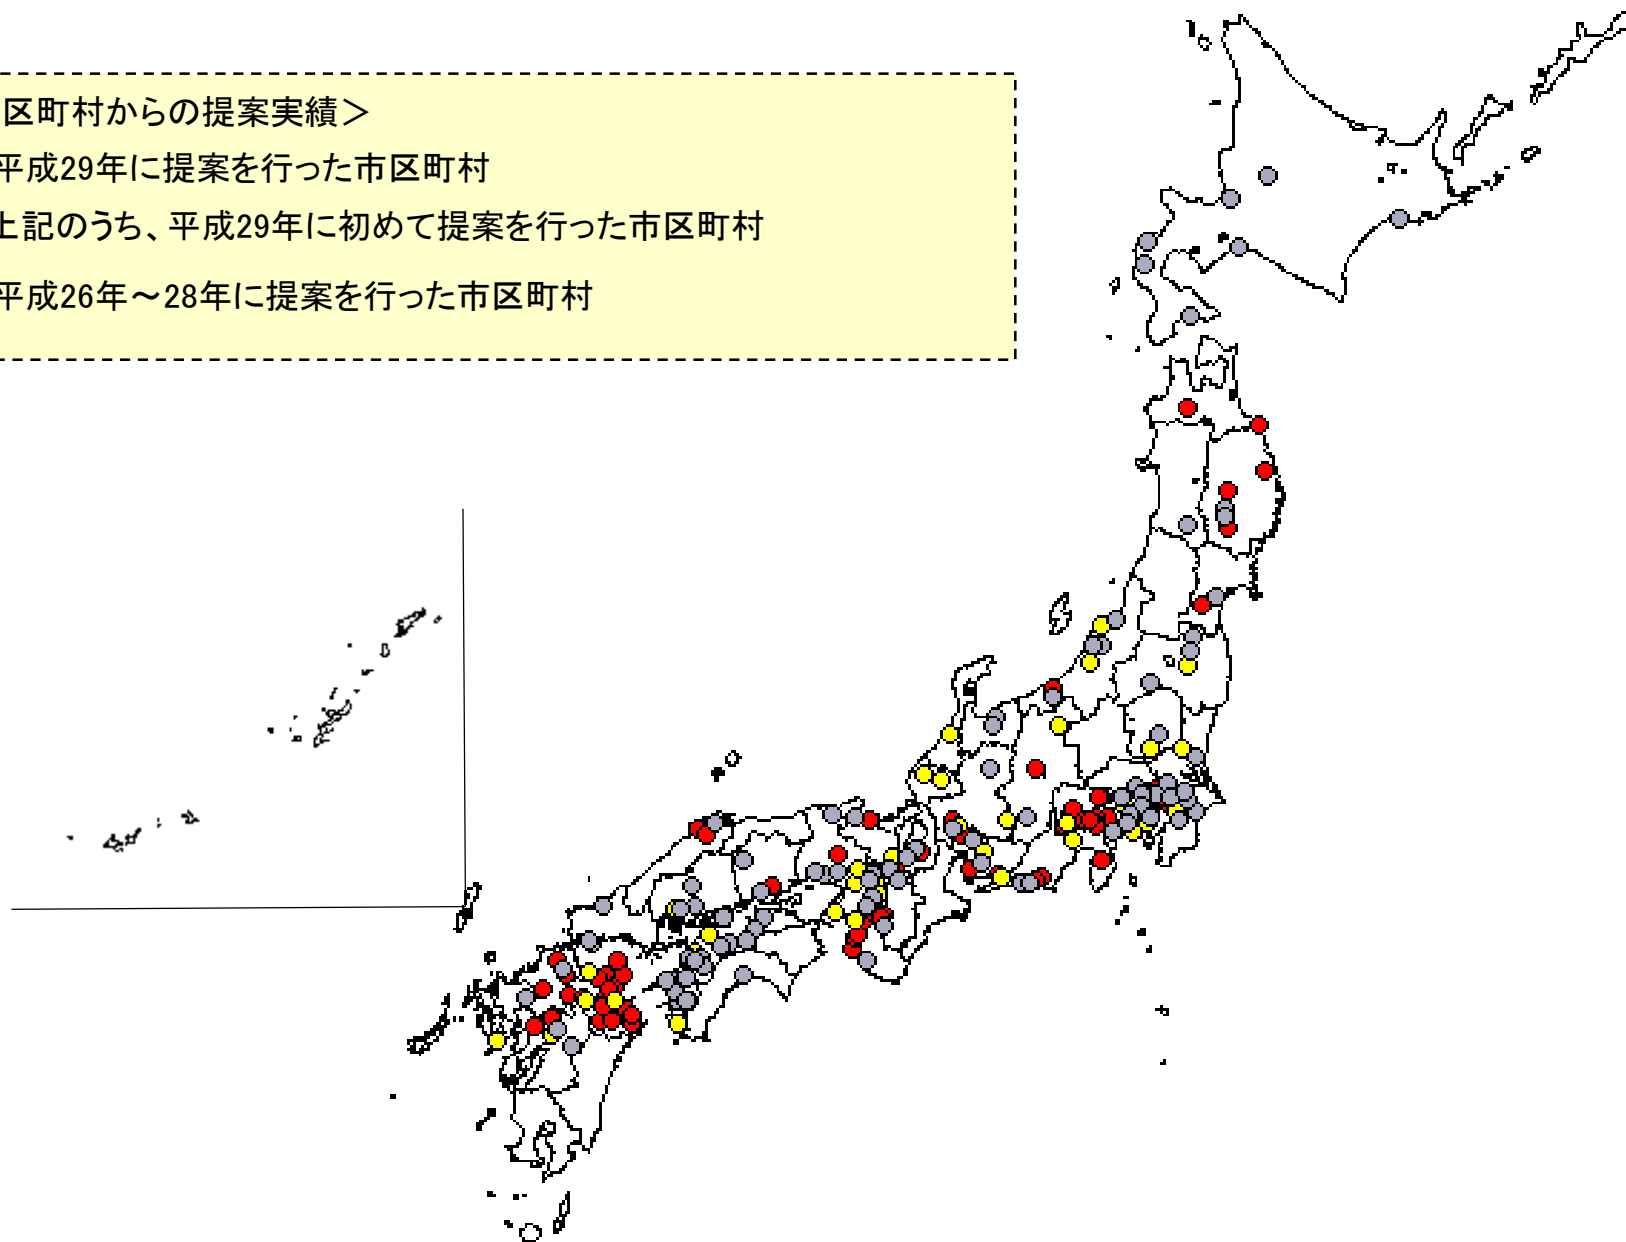 区町村からの提案実績＞
平成29年に提案を行った市区町村
上記のうち、平成29年に初めて提案を行った市区町村
平成26年～28年に提案を行った市区町村